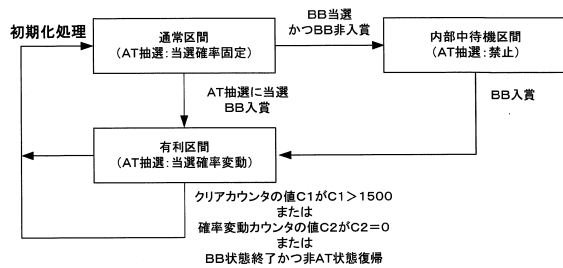 初期化処理
通常区間
(AT抽選:当選確率固定)
BB当選
かつBB非入賞
内部中待機区間
(AT抽選:禁止)
AT抽選に当選
BB入賞
BB入賞
有利区間
(AT抽選:当選確率変動)
クリアカウンタの値C1がC1>1500
または
確率変動カウンタの値C2がC2=0
または
BB状態終了かつ非AT状態復帰